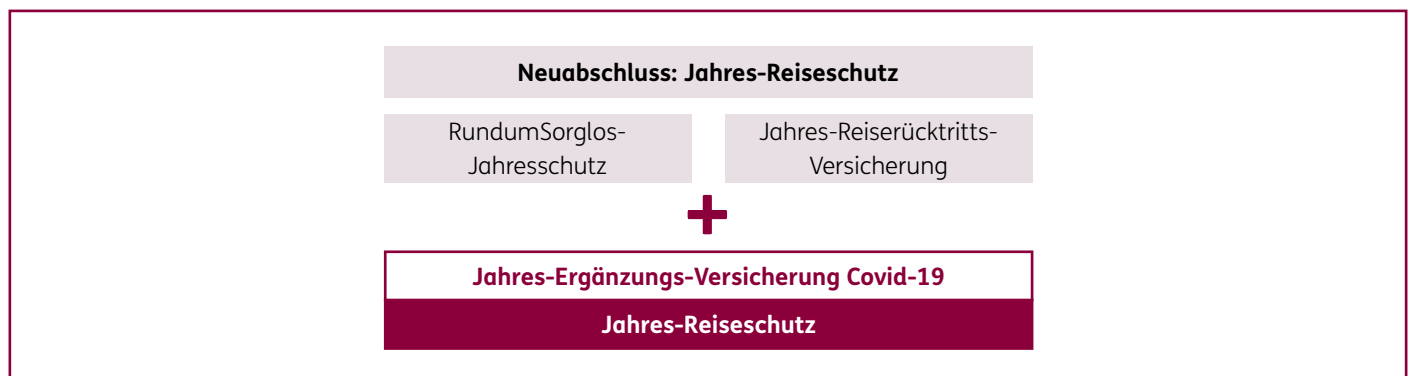 Neuabschluss: Jahres-Reiseschutz
RundumSorglos-
Jahresschutz
Jahres-Reiserücktritts-
Versicherung
+
Jahres-Ergänzungs-Versicherung Covid-19
Jahres-Reiseschutz